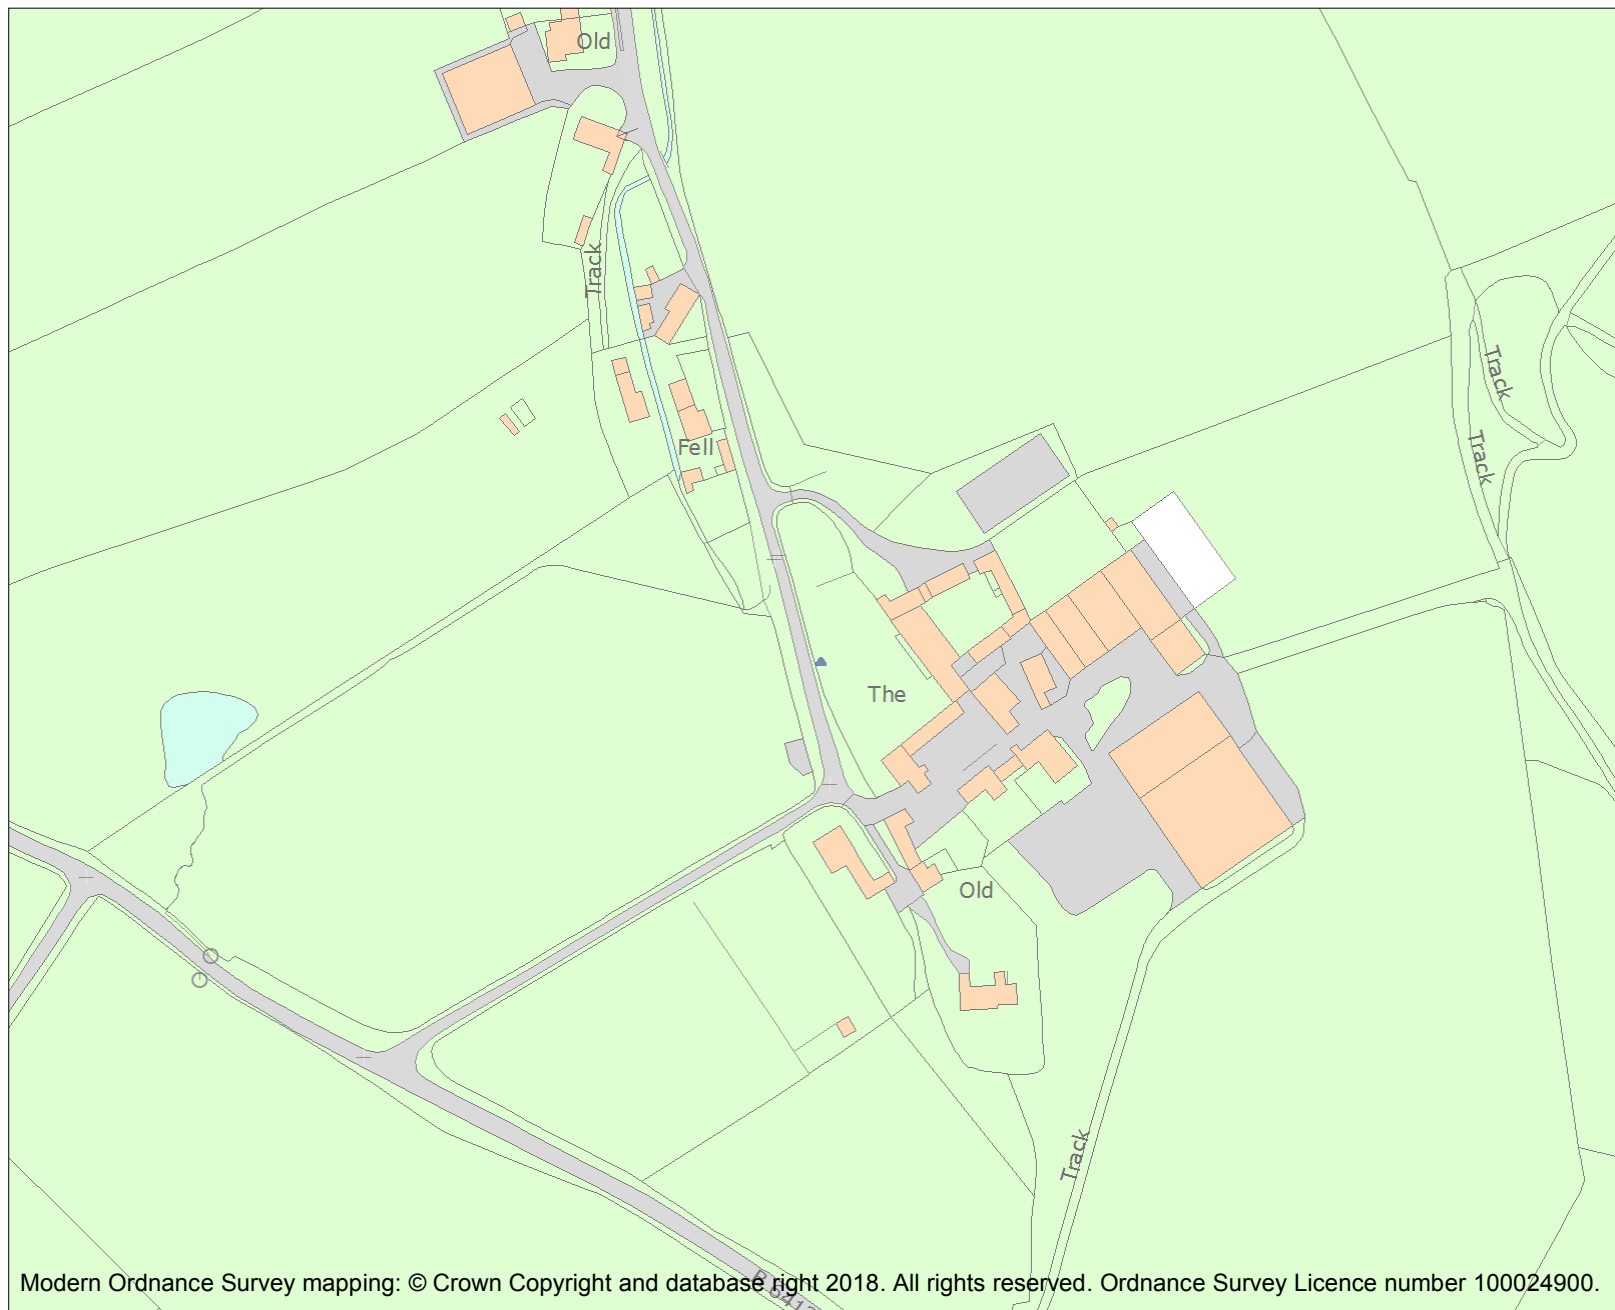 Old
Track
Track
Fell
Track
The
Old
Track
Modern Ordnance Survey mapping: © Crown Copyright and database right 2018. All rights reserved. Ordnance Survey Licence number 100024900.